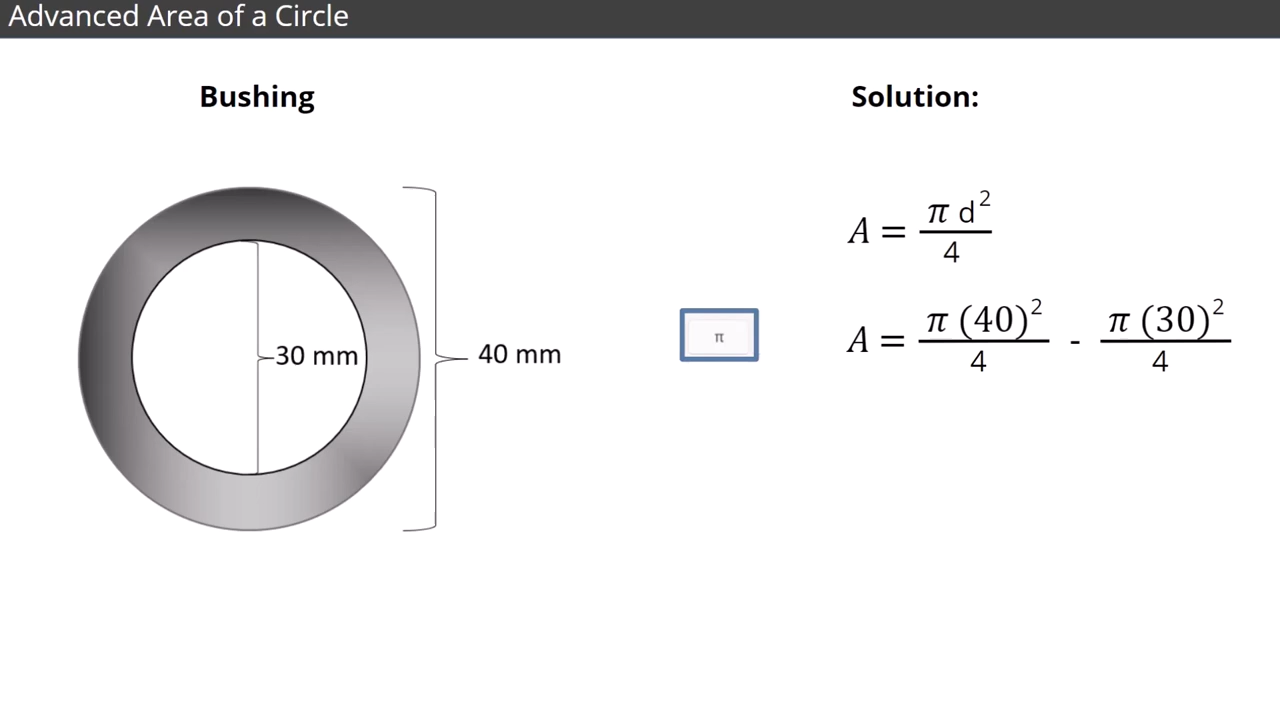 Advanced Area of a Circle
Bushing
30 mm
40 mm
π
Solution:
A = π d² / 4
A = π (40)² / 4 - π (30)² / 4